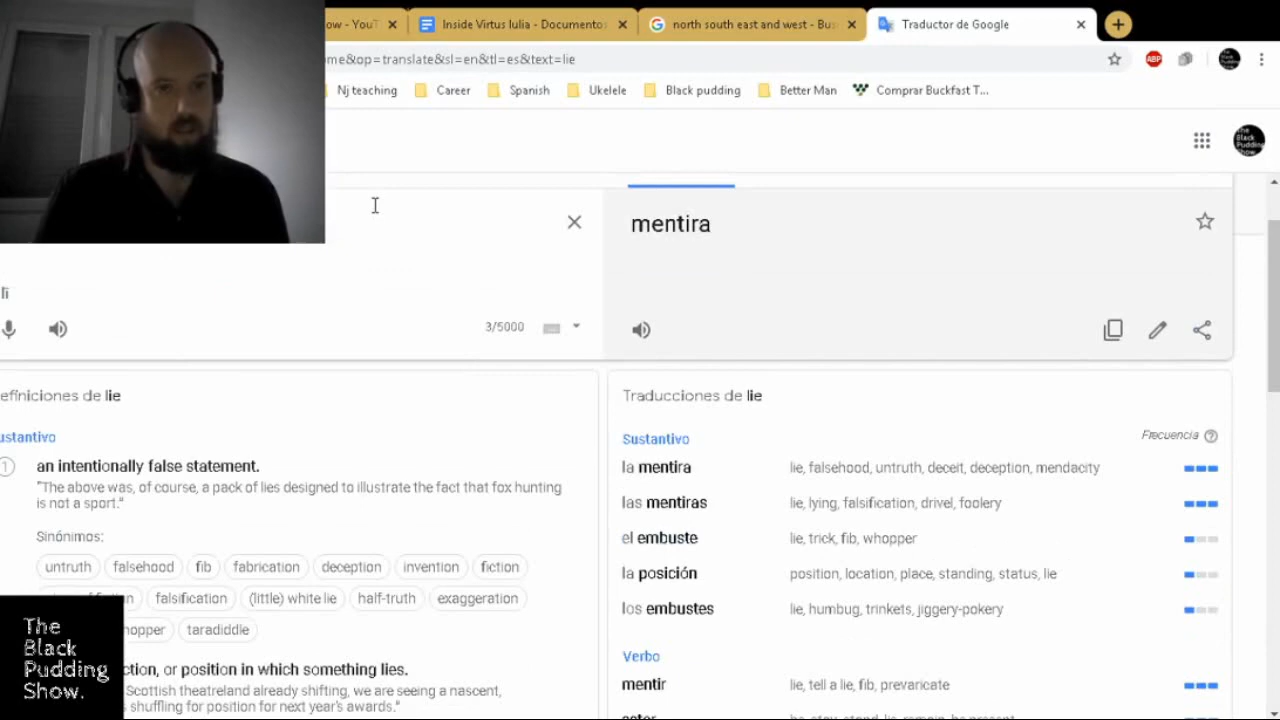 ow - YouT
Inside Virtus Iulia - Documentos
north south east and west - Bus
Traductor de Google
me&op=translate&sl=en&tl=es&text=lie
ABP
Nj teaching
Career
Spanish
Ukelele
Black pudding
Better Man
Comprar Buckfast T...
The
Black
Pudding
Show.
mentira
lī
3/5000
efiniciones de lie
ustantivo
1
an intentionally false statement.
"The above was, of course, a pack of lies designed to illustrate the fact that fox hunting
is not a sport."
Sinónimos:
untruth
falsehood
fib
fabrication
deception
invention
fiction
falsification
(little) white lie
half-truth
exaggeration
hopper
taradiddle
ction, or position in which something lies.
Scottish theatreland already shifting, we are seeing a nascent,
shuffling for position for next year's awards."
Traducciones de lie
Sustantivo
Frecuencia
la mentira lie, falsehood, untruth, deceit, deception, mendacity
las mentiras lie, lying, falsification, drivel, foolery
el embuste lie, trick, fib, whopper
la posición position, location, place, standing, status, lie
los embustes lie, humbug, trinkets, jiggery-pokery
Verbo
mentir lie, tell a lie, fib, prevaricate
The
Black
Pudding
Show.